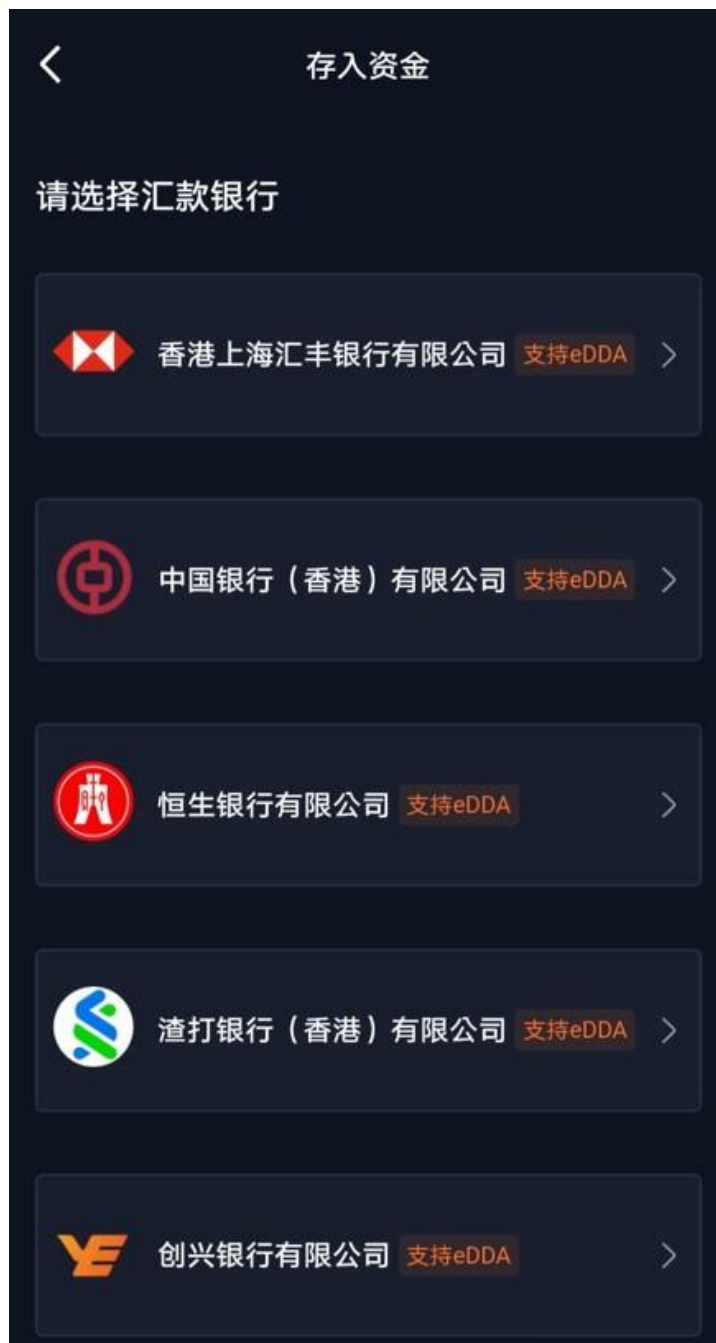 存入资金
请选择汇款银行
香港上海汇丰银行有限公司 支持eDDA
中国银行（香港）有限公司 支持eDDA
恒生银行有限公司 支持eDDA
渣打银行（香港）有限公司 支持eDDA
创兴银行有限公司 支持eDDA